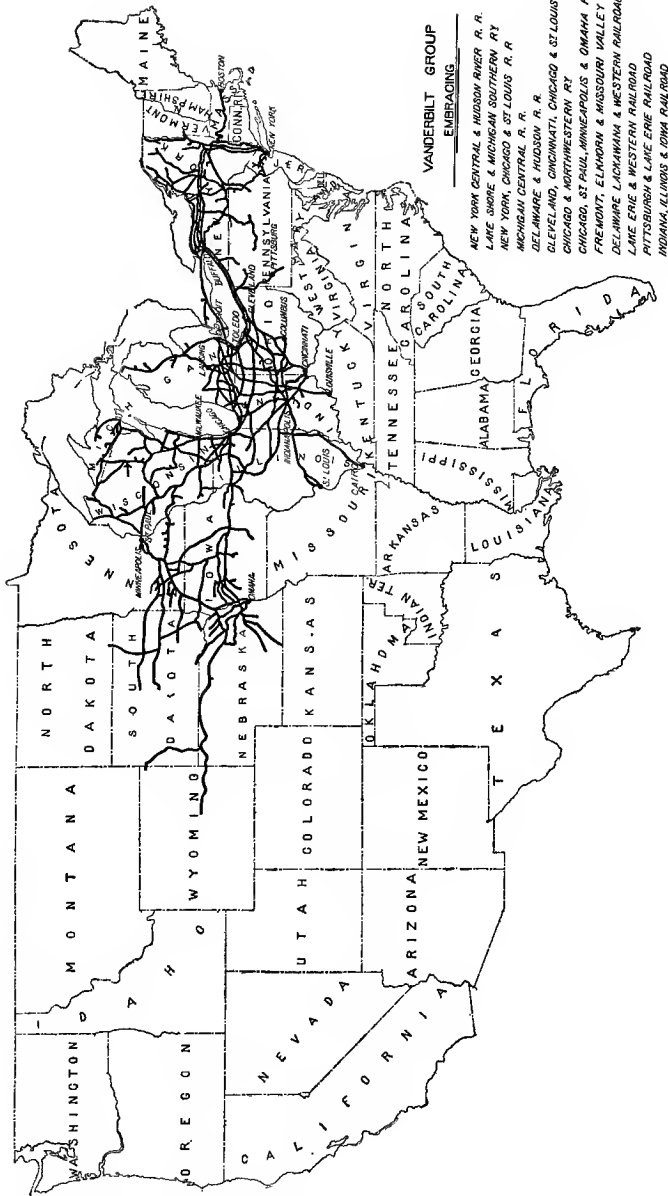 WASHINGTON
OREGON
CALIFORNIA
NEVADA
IDAHO
MONTANA
WYOMING
UTAH
ARIZONA
COLORADO
NEW MEXICO
NORTH
DAKOTA
SOUTH
DAKOTA
NEBRASKA
KANSAS
OKLAHOMA
INDIAN TER
TEXAS
MINNESOTA
MINNEAPOLIS
ST. PAUL
IOWA
OMAHA
MISSOURI
ARKANSAS
LOUISIANA
WISCONSIN
MILWAUKEE
ST. LOUIS
CAIRO
INDIANAPOLIS
LOUISVILLE
CINCINNATI
COLUMBUS
TOLEDO
CLEVELAND
OHIO
KENTUCKY
TENNESSEE
MISSISSIPPI
ALABAMA
GEORGIA
FLORIDA
SOUTH
CAROLINA
NORTH
CAROLINA
VIRGINIA
WEST
VIRGINIA
PENNSYLVANIA
PITTSBURG
BUFFALO
NEW YORK
NEW YORK
VERMONT
N HAMPSHIRE
MAINE
MASS
BOSTON
CONN
R.I.
N.J.
VANDERBILT GROUP
EMBRACING
NEW YORK CENTRAL & HUDSON RIVER R. R.
LAKE SHORE & MICHIGAN SOUTHERN RY
NEW YORK, CHICAGO & ST LOUIS R. R
MICHIGAN CENTRAL R. R.
DELAWARE & HUDSON R. R.
CLEVELAND, CINCINNATI, CHICAGO & ST LOUIS
CHICAGO & NORTHWESTERN RY
CHICAGO, ST PAUL, MINNEAPOLIS & OMAHA
FREMONT, ELKHORN & MISSOURI VALLEY
DELAWARE LACKAWANA & WESTERN RAILROAD
LAKE ERIE & WESTERN RAILROAD
PITTSBURGH & LAKE ERIE RAILROAD
INDIANA, ILLINOIS & IOWA RAILROAD